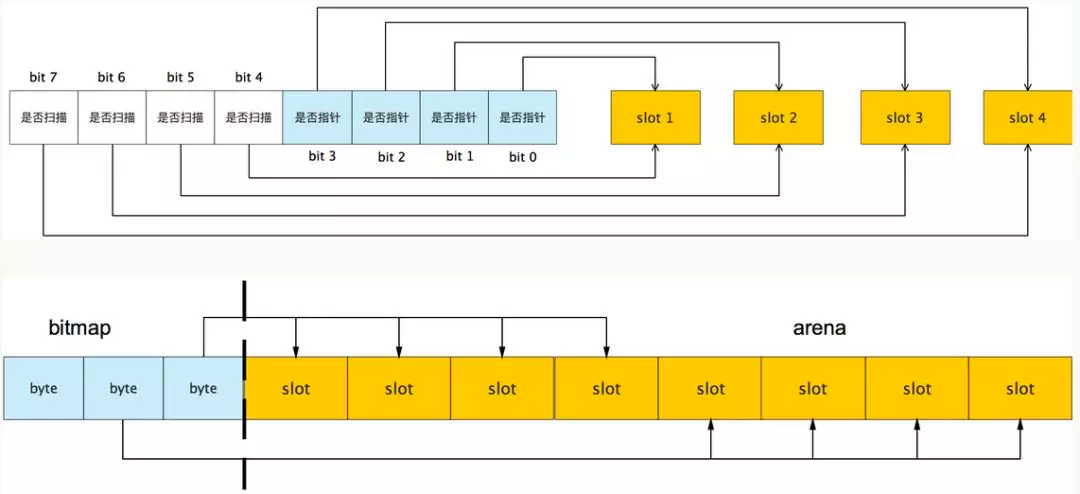 bit 7 bit 6 bit 5 bit 4
是否扫描 是否扫描 是否扫描 是否扫描 是否指针 是否指针 是否指针 是否指针 slot 1 slot 2 slot 3 slot 4
bit 3 bit 2 bit 1 bit 0
bitmap arena
byte byte byte slot slot slot slot slot slot slot slot